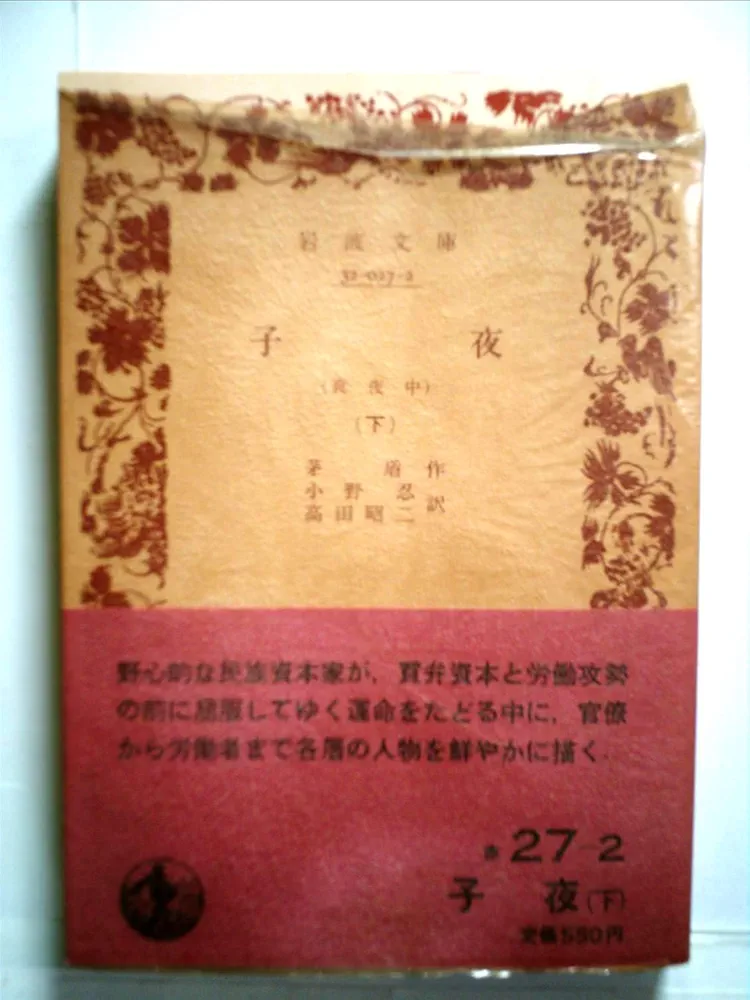 岩波文庫
32-027-2
子夜
(真夜中)
(下)
茅盾作
小野忍
高田昭二訳
野心的な民族資本家が,買弁資本と労働攻勢
の前に屈服してゆく運命をたどる中に,官僚
から労働者まで各層の人物を鮮やかに描く.
赤 27-2
子夜(下)
定価550円